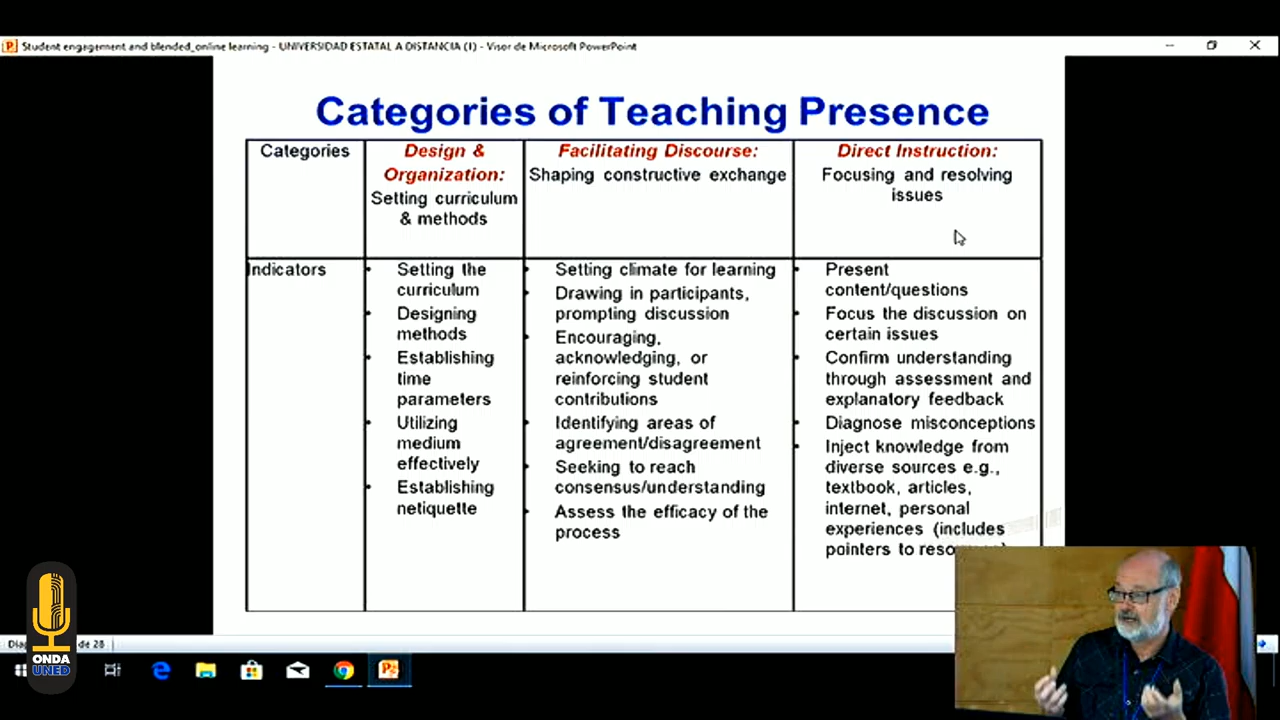 Student engagement and blended_online learning - UNIVERSIDAD ESTATAL A DISTANCIA (I) - Visor de Microsoft PowerPoint
Categories of Teaching Presence
Categories
Design &
Organization:
Setting curriculum
& methods
Facilitating Discourse:
Shaping constructive exchange
Direct Instruction:
Focusing and resolving
issues
Indicators
Setting the
curriculum
Designing
methods
Establishing
time
parameters
Utilizing
medium
effectively
Establishing
netiquette
Setting climate for learning
Drawing in participants,
prompting discussion
Encouraging,
acknowledging, or
reinforcing student
contributions
Identifying areas of
agreement/disagreement
Seeking to reach
consensus/understanding
Assess the efficacy of the
process
Present
content/questions
Focus the discussion on
certain issues
Confirm understanding
through assessment and
explanatory feedback
Diagnose misconceptions
Inject knowledge from
diverse sources e.g.,
textbook, articles,
internet, personal
experiences (includes
pointers to
de 28
ONDA
UNED